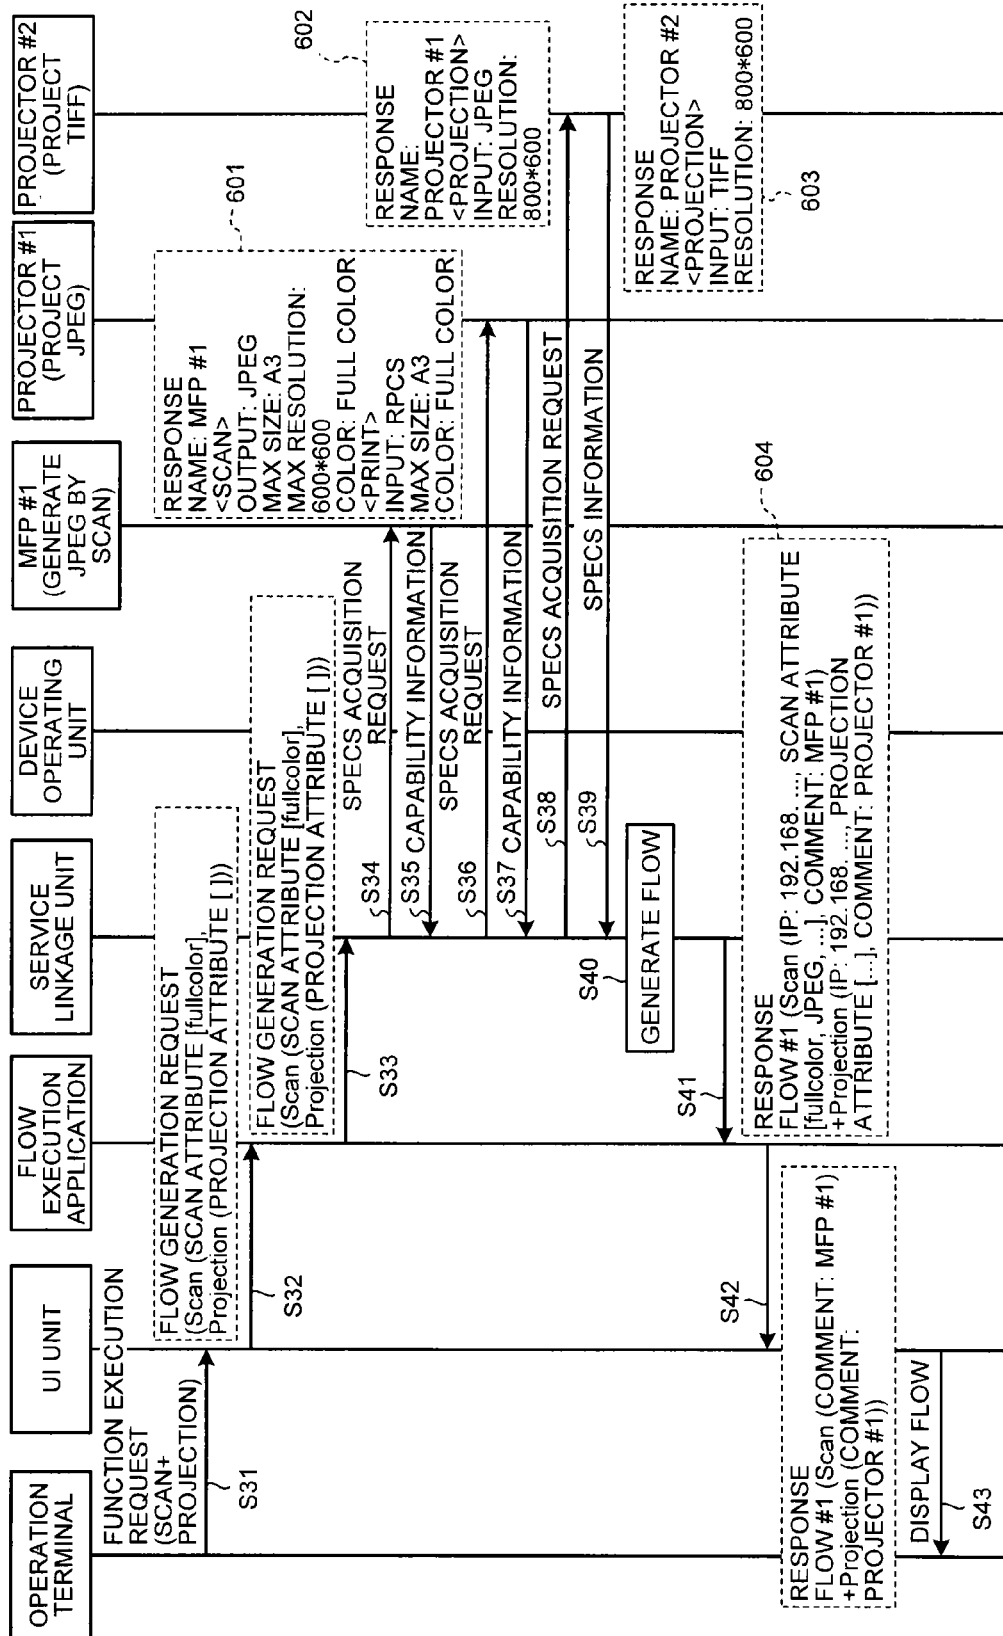 OPERATION
TERMINAL
UI UNIT
FLOW
EXECUTION
APPLICATION
SERVICE
LINKAGE UNIT
DEVICE
OPERATING
UNIT
MFP #1
(GENERATE
JPEG BY
SCAN)
PROJECTOR #1
(PROJECT
JPEG)
PROJECTOR #2
(PROJECT
TIFF)
FUNCTION EXECUTION
REQUEST
(SCAN+
PROJECTION)
S31
FLOW GENERATION REQUEST
(Scan (SCAN ATTRIBUTE [fullcolor],
Projection (PROJECTION ATTRIBUTE [ ]))
S32
FLOW GENERATION REQUEST
(Scan (SCAN ATTRIBUTE [fullcolor],
Projection (PROJECTION ATTRIBUTE [ ]))
S33
SPECS ACQUISITION
REQUEST
S34
601
RESPONSE
NAME: MFP #1
<SCAN>
OUTPUT: JPEG
MAX SIZE: A3
MAX RESOLUTION:
600*600
COLOR: FULL COLOR
<PRINT>
INPUT: RPCS
MAX SIZE: A3
COLOR: FULL COLOR
S35 CAPABILITY INFORMATION
SPECS ACQUISITION
REQUEST
S36
602
RESPONSE
NAME:
PROJECTOR #1
<PROJECTION>
INPUT: JPEG
RESOLUTION:
800*600
S37 CAPABILITY INFORMATION
S38
SPECS ACQUISITION REQUEST
S39
SPECS INFORMATION
RESPONSE
NAME: PROJECTOR #2
<PROJECTION>
INPUT: TIFF
RESOLUTION: 800*600
603
S40
GENERATE FLOW
S41
604
RESPONSE
FLOW #1 (Scan (IP: 192.168. ..., SCAN ATTRIBUTE
[fullcolor, JPEG, ...], COMMENT: MFP #1)
+Projection (IP: 192.168. ..., PROJECTION
ATTRIBUTE [...], COMMENT: PROJECTOR #1))
S42
RESPONSE
FLOW #1 (Scan (COMMENT: MFP #1)
+Projection (COMMENT:
PROJECTOR #1))
DISPLAY FLOW
S43